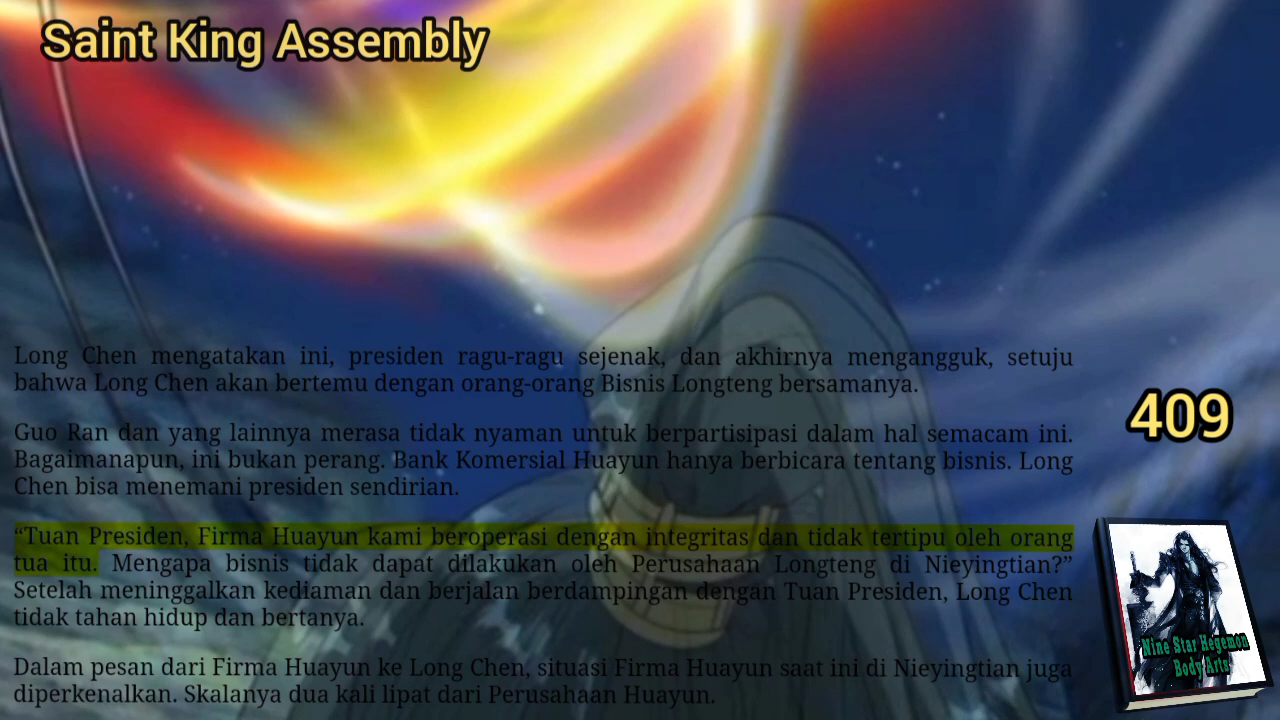 Saint King Assembly
Long Chen mengatakan ini, presiden ragu-ragu sejenak, dan akhirnya mengangguk, setuju
bahwa Long Chen akan bertemu dengan orang-orang Bisnis Longteng bersamanya.
Guo Ran dan yang lainnya merasa tidak nyaman untuk berpartisipasi dalam hal semacam ini.
Bagaimanapun, ini bukan perang. Bank Komersial Huayun hanya berbicara tentang bisnis. Long
Chen bisa menemani presiden sendirian.
409
“Tuan Presiden, Firma Huayun kami beroperasi dengan integritas dan tidak tertipu oleh orang
tua itu. Mengapa bisnis tidak dapat dilakukan oleh Perusahaan Longteng di Nieyingtian?”
Setelah meninggalkan kediaman dan berjalan berdampingan dengan Tuan Presiden, Long Chen
tidak tahan hidup dan bertanya.
Dalam pesan dari Firma Huayun ke Long Chen, situasi Firma Huayun saat ini di Nieyingtian juga
diperkenalkan. Skalanya dua kali lipat dari Perusahaan Huayun.
Nine Star Hegemon
Body Arts